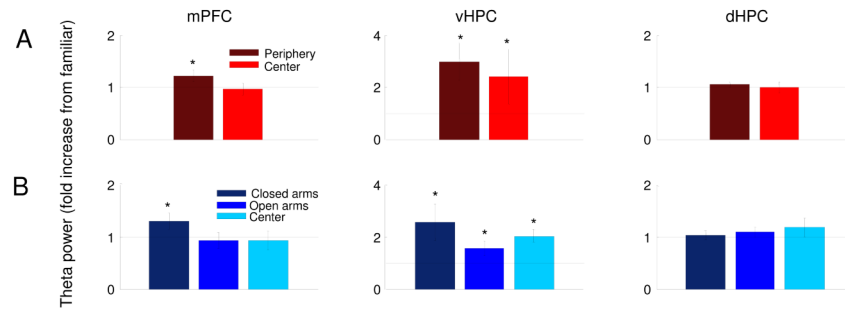 mPFC vHPC dHPC
Theta power (fold increase from familiar)
A
2
1
0
*
Periphery
Center
4
2
0
* *
2
1
0
B
2
1
0
*
Closed arms
Open arms
Center
4
2
0
* * *
2
1
0